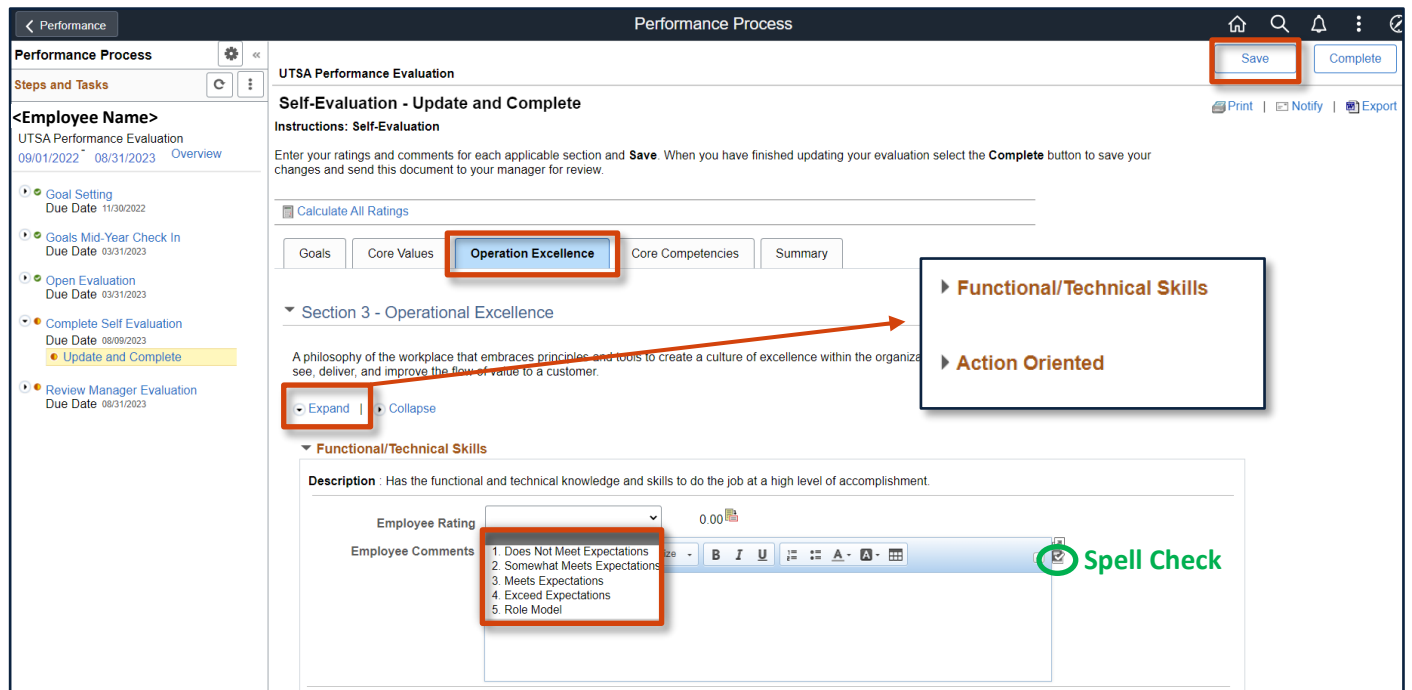 Performance
Performance Process
Performance Process
«
Save
Complete
Steps and Tasks
UTSA Performance Evaluation
<Employee Name>
UTSA Performance Evaluation
09/01/2022 - 08/31/2023 Overview
Self-Evaluation - Update and Complete
Print | Notify | Export
Instructions: Self-Evaluation
Enter your ratings and comments for each applicable section and Save. When you have finished updating your evaluation select the Complete button to save your
changes and send this document to your manager for review.
Goal Setting
Due Date 11/30/2022
Goals Mid-Year Check In
Due Date 03/31/2023
Open Evaluation
Due Date 03/31/2023
Complete Self Evaluation
Due Date 08/09/2023
Update and Complete
Review Manager Evaluation
Due Date 08/31/2023
Calculate All Ratings
Goals
Core Values
Operation Excellence
Core Competencies
Summary
Section 3 - Operational Excellence
A philosophy of the workplace that embraces principles and tools to create a culture of excellence within the organiza
see, deliver, and improve the flow of value to a customer.
Functional/Technical Skills
Action Oriented
Expand | Collapse
Functional/Technical Skills
Description : Has the functional and technical knowledge and skills to do the job at a high level of accomplishment.
Employee Rating
0.00
Employee Comments
1. Does Not Meet Expectations
2. Somewhat Meets Expectations
3. Meets Expectations
4. Exceed Expectations
5. Role Model
ze
B I U
A
A
Spell Check